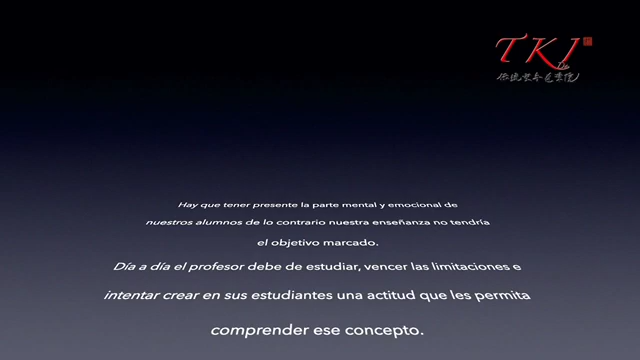 TKJ
Hay que tener presente la parte mental y emocional de
nuestros alumnos de lo contrario nuestra enseñanza no tendría
el objetivo marcado.
Día a día el profesor debe de estudiar, vencer las limitaciones e
intentar crear en sus estudiantes una actitud que les permita
comprender ese concepto.